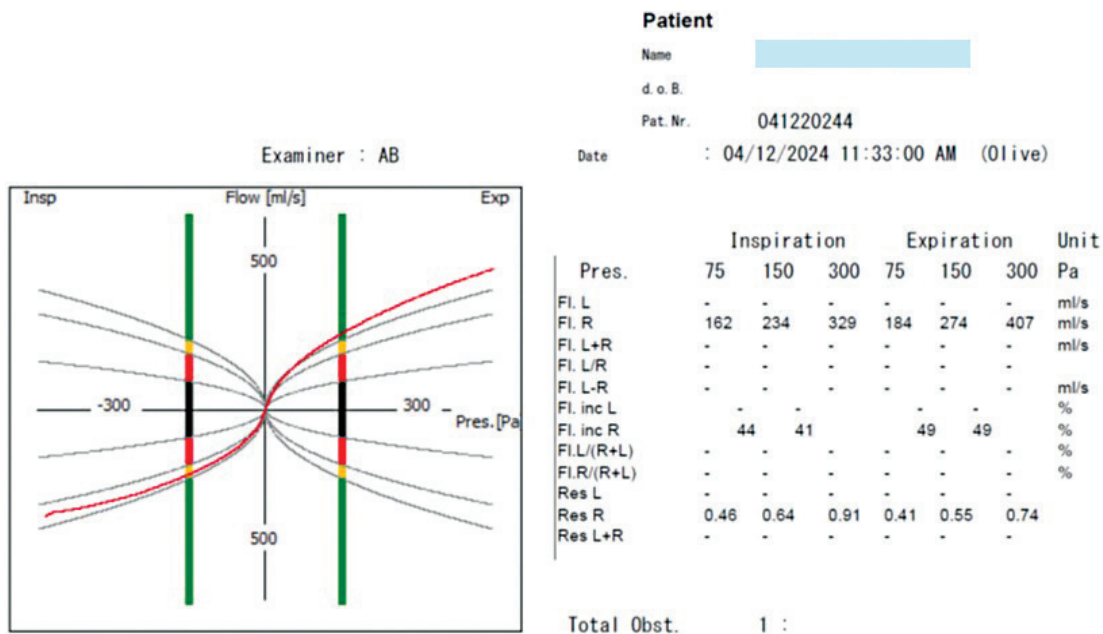 Patient
Name
d.o.B.
Pat.Nr. 041220244
Examiner : AB
Date : 04/12/2024 11:33:00 AM (Olive)
Insp Flow [ml/s] Exp
500
-300 300 Pres.[Pa
500
Inspiration Expiration Unit
Pres. 75 150 300 75 150 300 Pa
Fl. L - - - - - - ml/s
Fl. R 162 234 329 184 274 407 ml/s
Fl. L+R - - - - - - ml/s
Fl. L/R - - - - - -
Fl. L-R - - - - - - ml/s
Fl. inc L - - - - %
Fl. inc R 44 41 49 49 %
Fl.L/(R+L) - - - - - - %
Fl.R/(R+L) - - - - - - %
Res L - - - - - -
Res R 0.46 0.64 0.91 0.41 0.55 0.74
Res L+R - - - - - -
Total Obst. 1 :